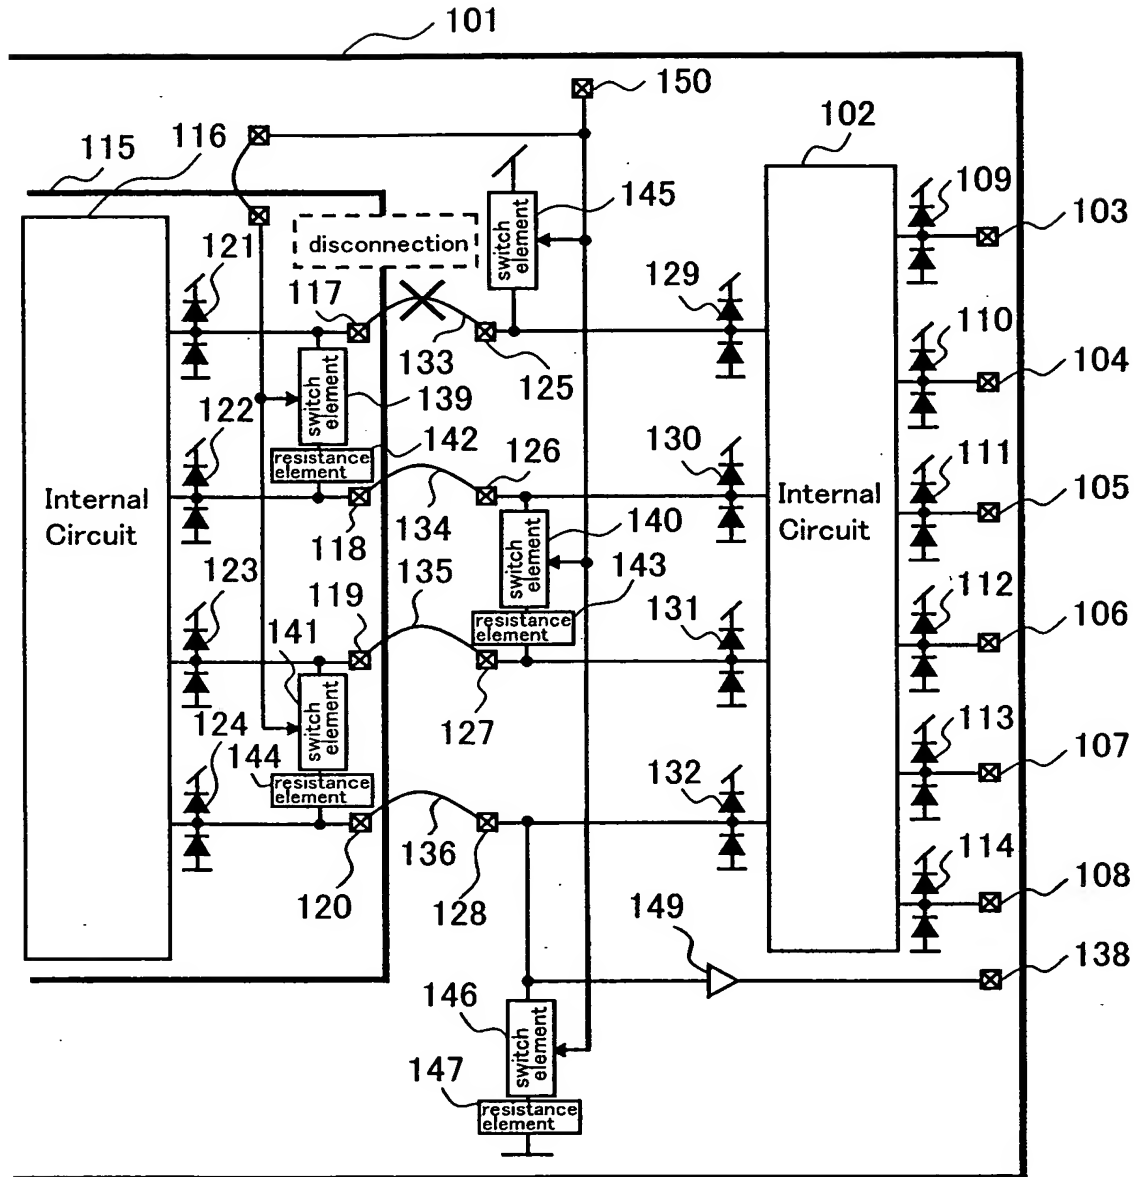 101
150
102
115
116
109
103
145
switch
element
disconnection
121
117
133
125
129
110
104
switch
element
139
122
142
resistance
element
126
130
111
105
Internal
Circuit
Internal
Circuit
118
134
switch
element
140
123
119
135
143
112
106
141
resistance
element
131
switch
element
127
124
144
113
107
resistance
element
132
136
120
128
114
108
149
138
146
switch
element
147
resistance
element